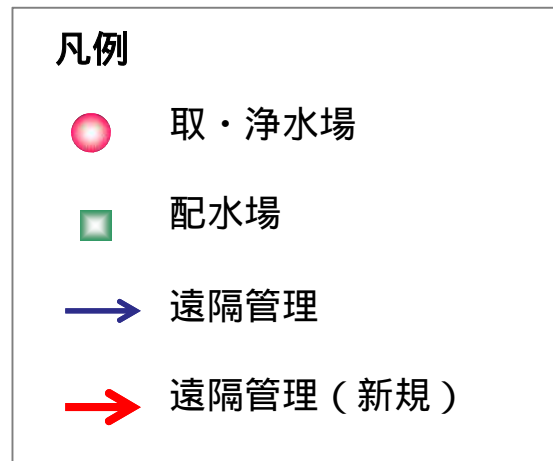 凡例
取・浄水場
配水場
遠隔管理
遠隔管理(新規)